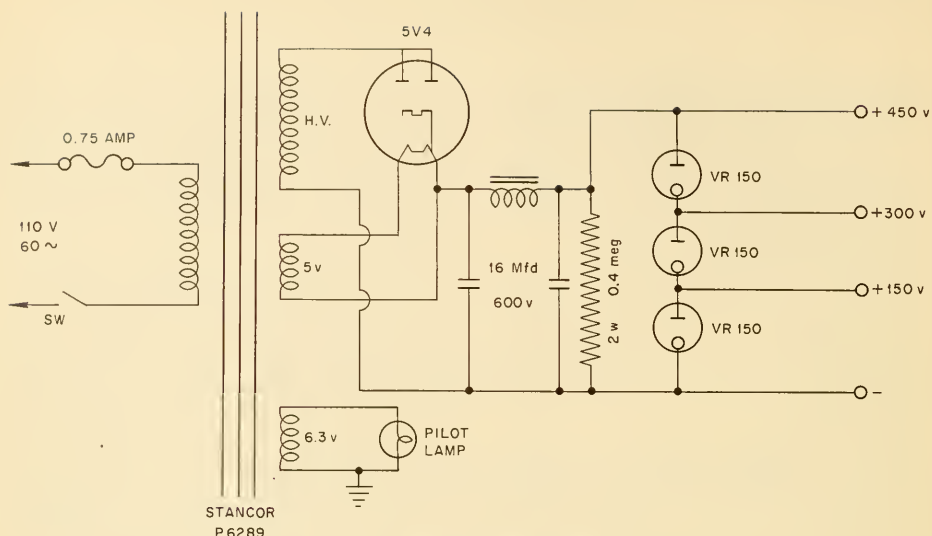 5V4
H.V.
0.75 AMP
110 V
60 ~
SW
5 v
16 Mfd
600 v
0.4 meg
2 w
VR 150
VR 150
VR 150
+ 450 v
+300 v
+150 v
-
6.3 v
PILOT
LAMP
STANCOR
P6289